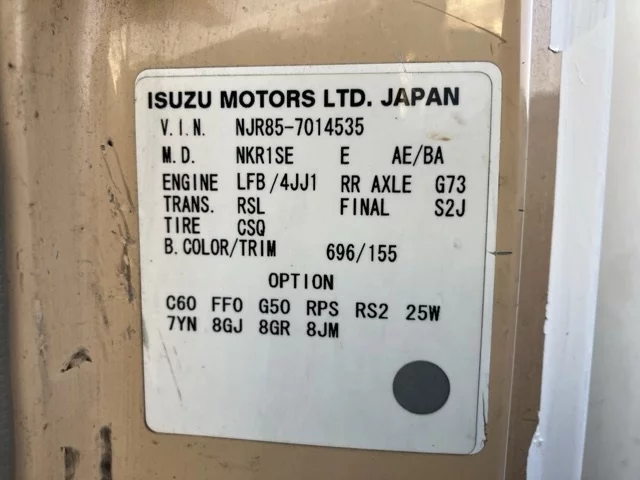 ISUZU MOTORS LTD. JAPAN
V.I.N. NJR85-7014535
M.D. NKR1SE E AE/BA
ENGINE LFB/4JJ1 RR AXLE G73
TRANS. RSL FINAL S2J
TIRE CSQ
B.COLOR/TRIM 696/155
OPTION
C60 FF0 G50 RPS RS2 25W
7YN 8GJ 8GR 8JM